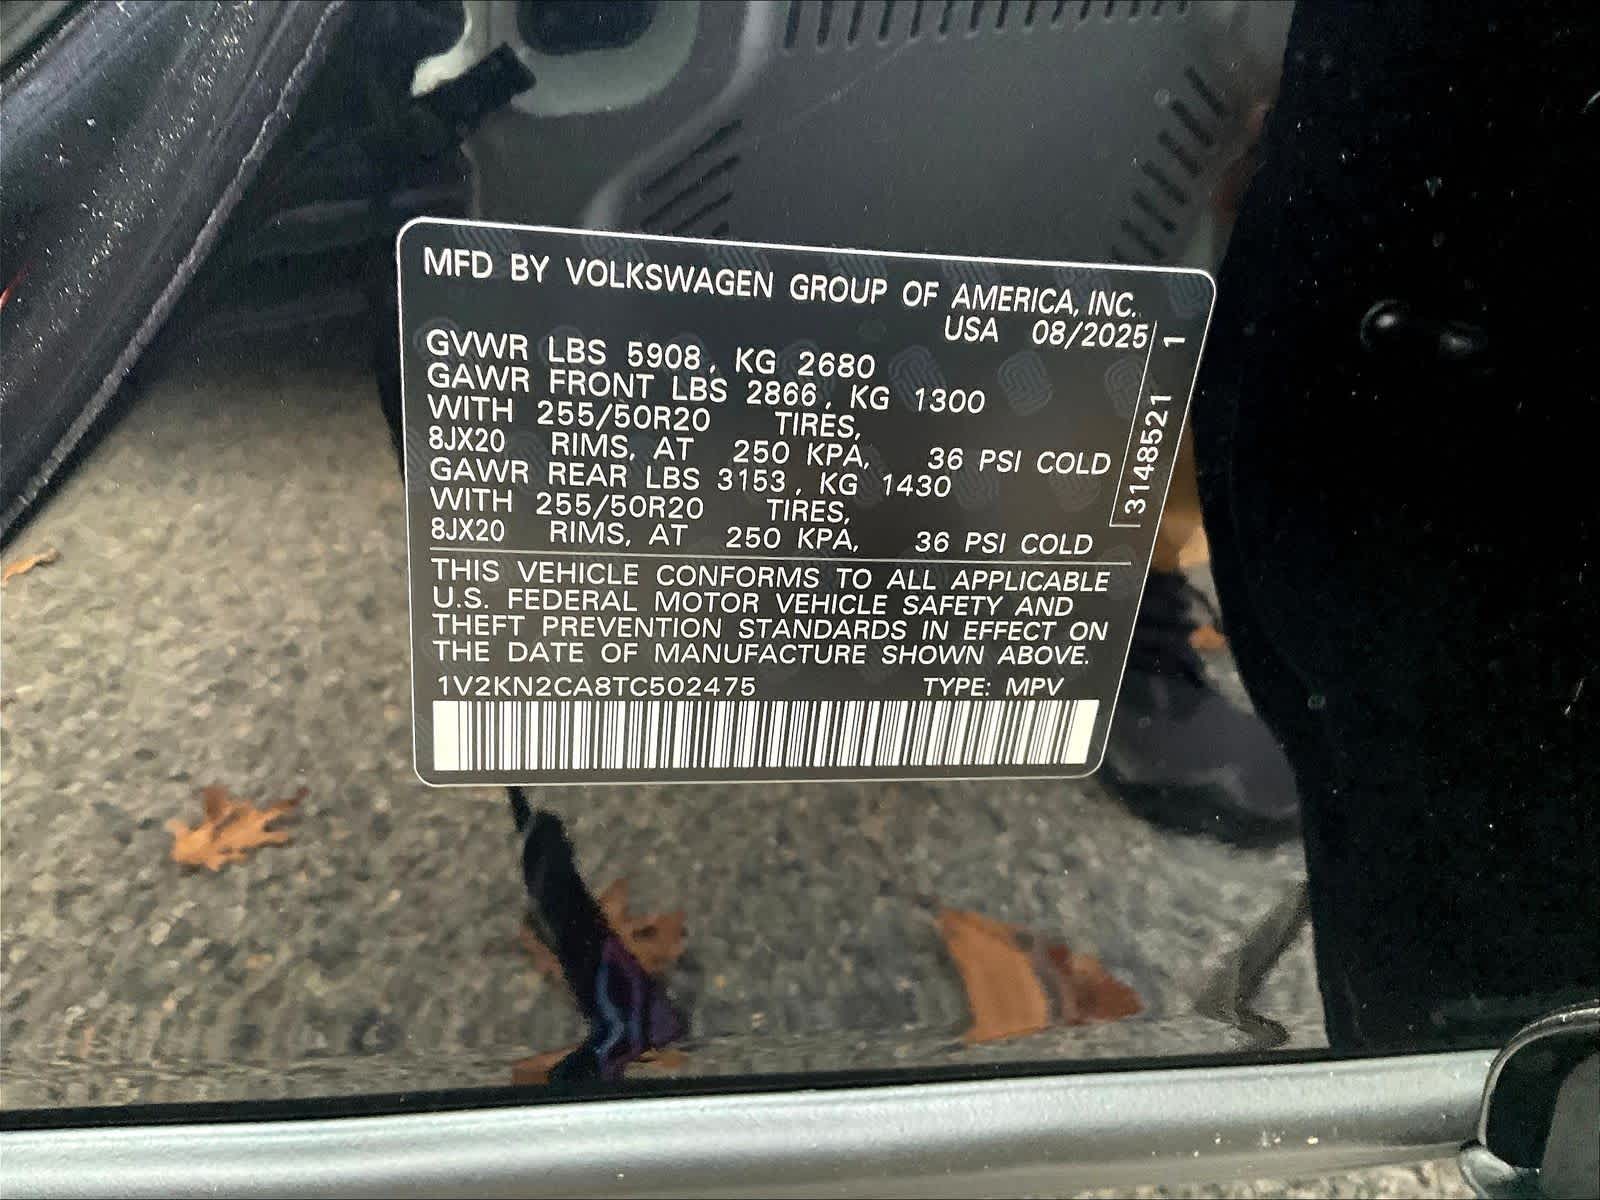 MFD BY VOLKSWAGEN GROUP OF AMERICA, INC.
USA 08/2025
GVWR LBS 5908, KG 2680
GAWR FRONT LBS 2866, KG 1300
WITH 255/50R20 TIRES,
8JX20 RIMS, AT 250 KPA, 36 PSI COLD
GAWR REAR LBS 3153, KG 1430
WITH 255/50R20 TIRES,
8JX20 RIMS, AT 250 KPA, 36 PSI COLD
3148521 1
THIS VEHICLE CONFORMS TO ALL APPLICABLE
U.S. FEDERAL MOTOR VEHICLE SAFETY AND
THEFT PREVENTION STANDARDS IN EFFECT ON
THE DATE OF MANUFACTURE SHOWN ABOVE.
1V2KN2CA8TC502475 TYPE: MPV